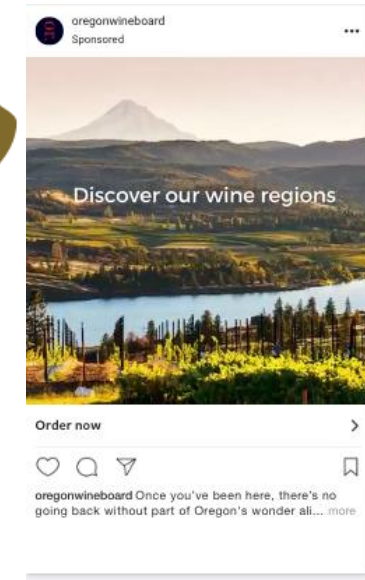 oregonwineboard
Sponsored
Discover our wine regions
Order now
oregonwineboard Once you've been here, there's no
going back without part of Oregon's wonder ali... more